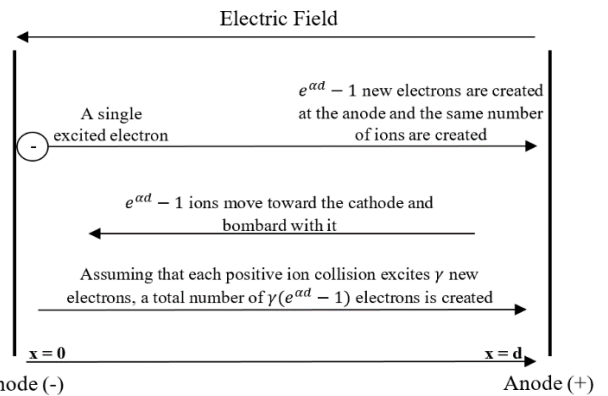 Electric Field
e^{αd} − 1 new electrons are created
at the anode and the same number
of ions are created
A single
excited electron
-
e^{αd} − 1 ions move toward the cathode and
bombard with it
Assuming that each positive ion collision excites γ new
electrons, a total number of γ(e^{αd} − 1) electrons is created
x = 0
x = d
node (-)
Anode (+)